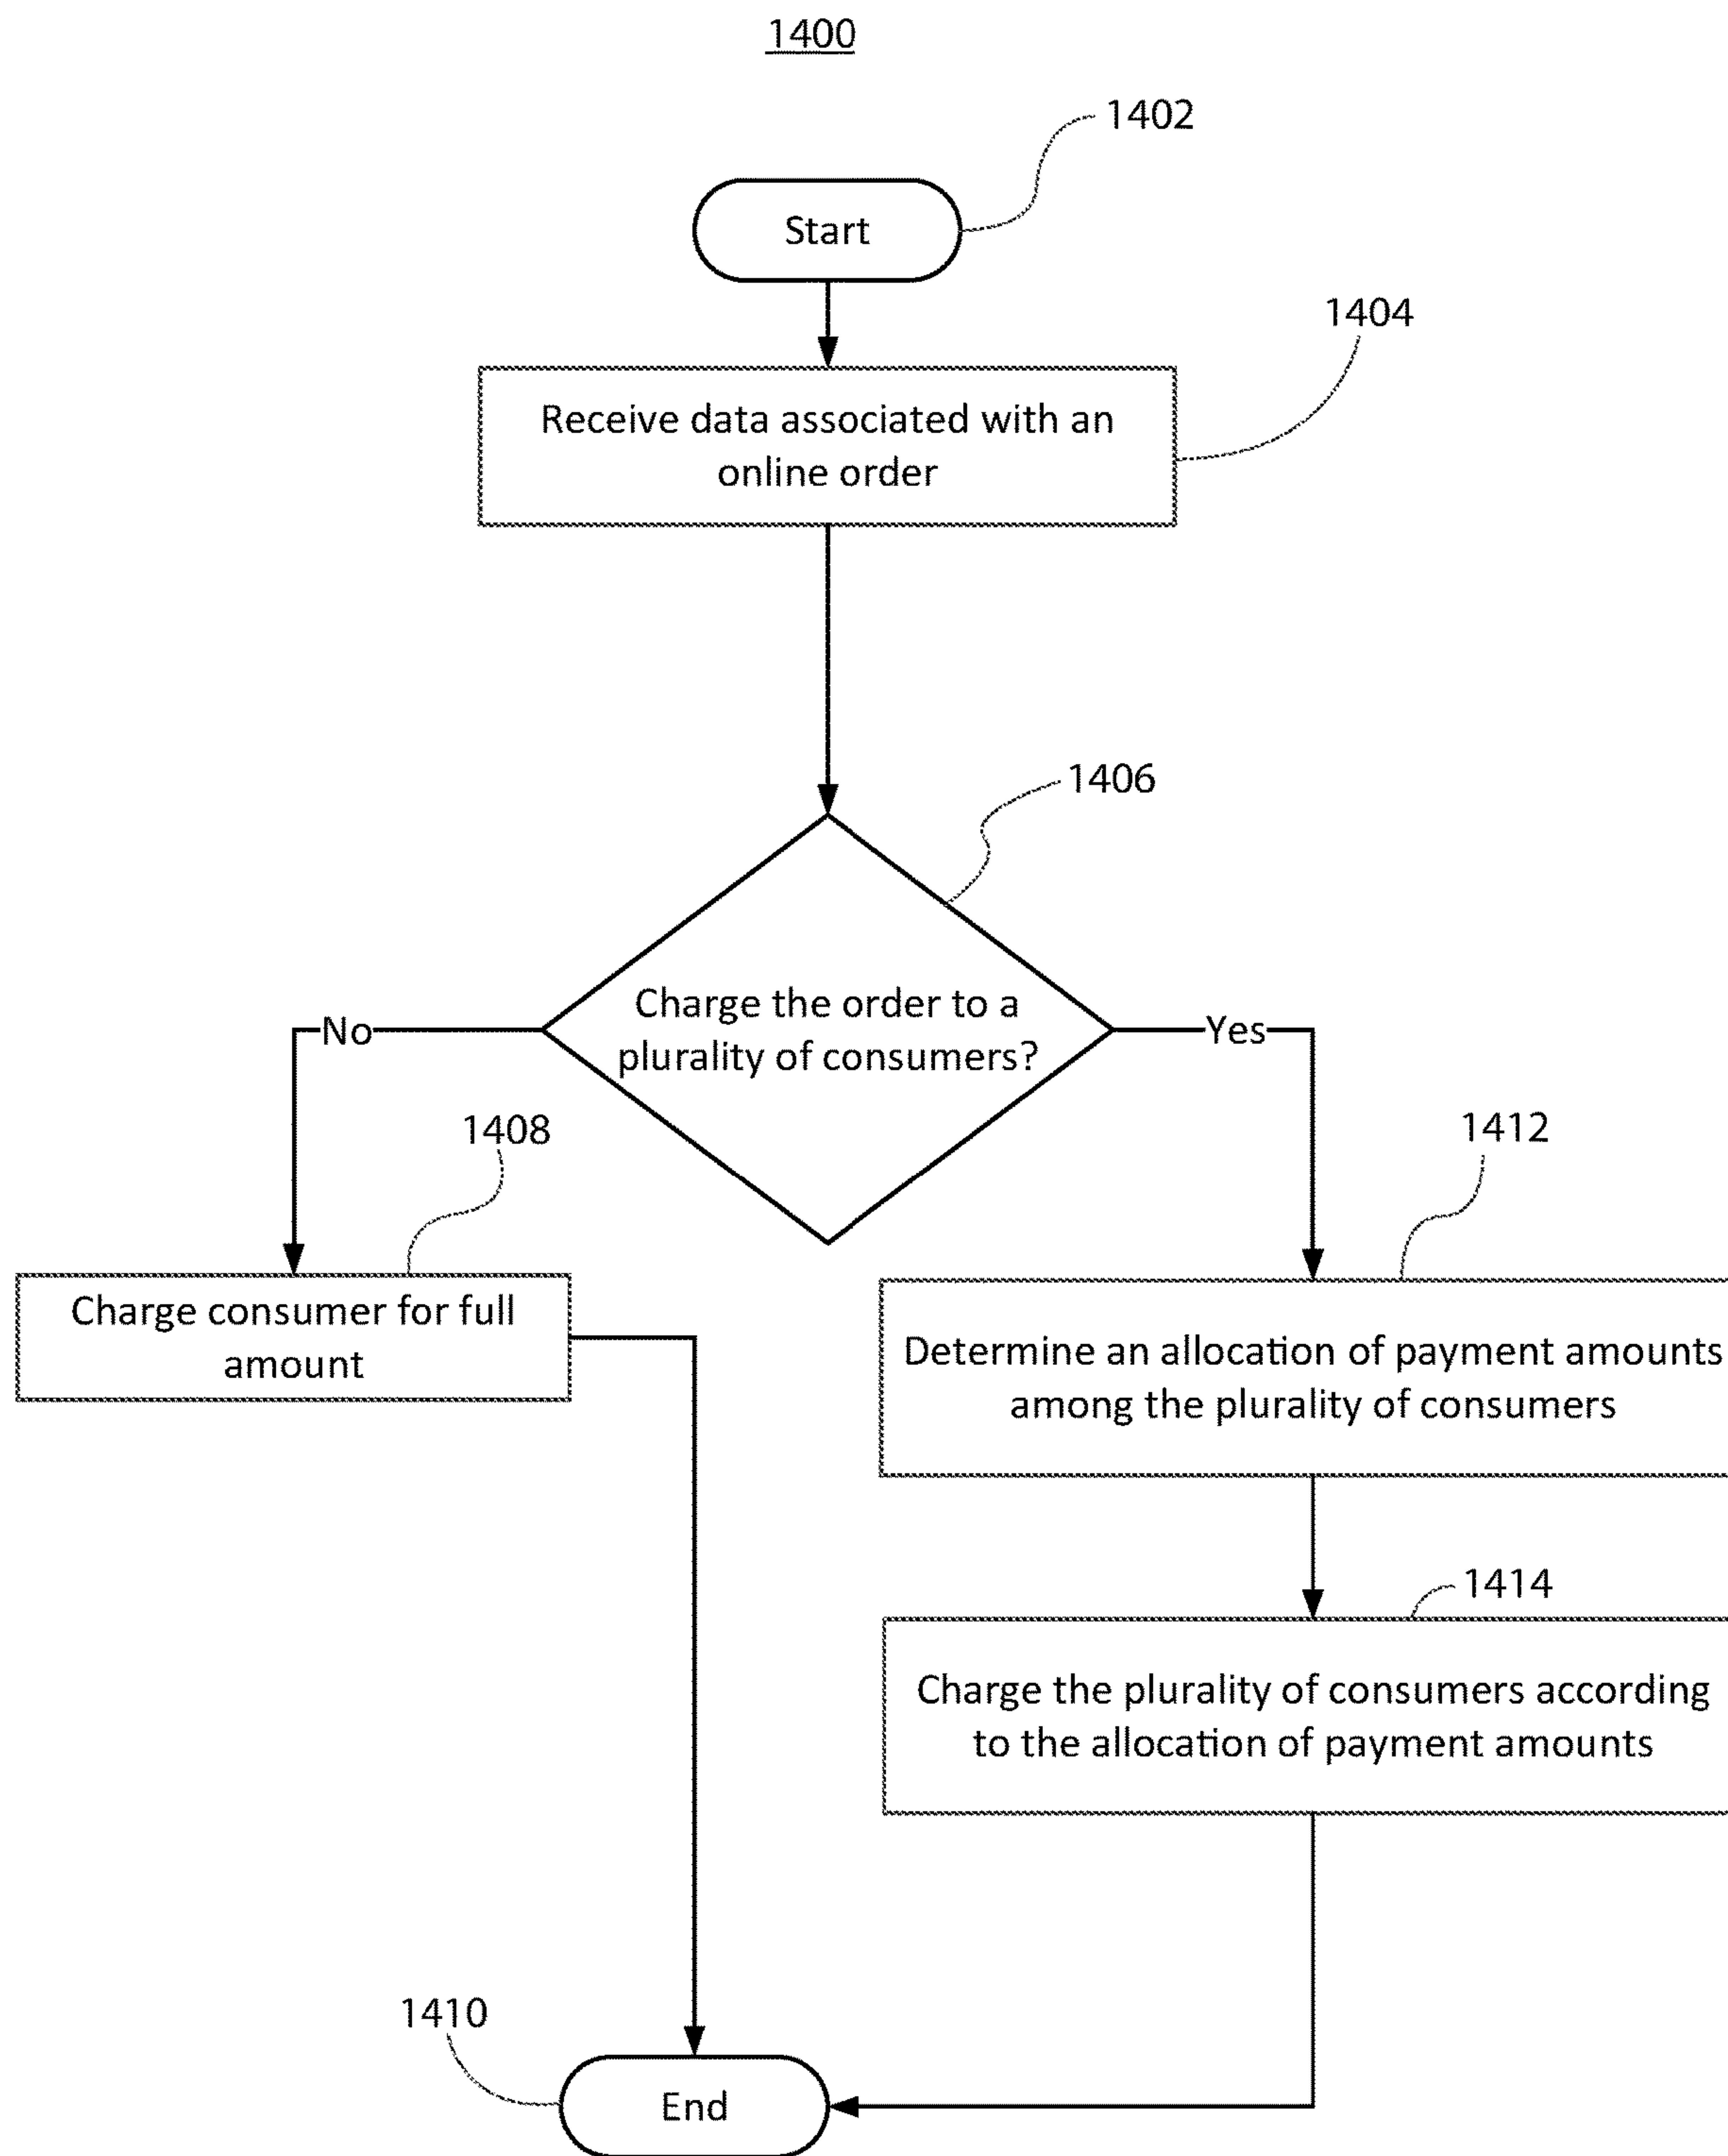 1400
1402
Start
1404
Receive data associated with an
online order
1406
Charge the order to a
plurality of consumers?
No
Yes
1408
1412
Charge consumer for full
amount
Determine an allocation of payment amounts
among the plurality of consumers
1414
Charge the plurality of consumers according
to the allocation of payment amounts
1410
End